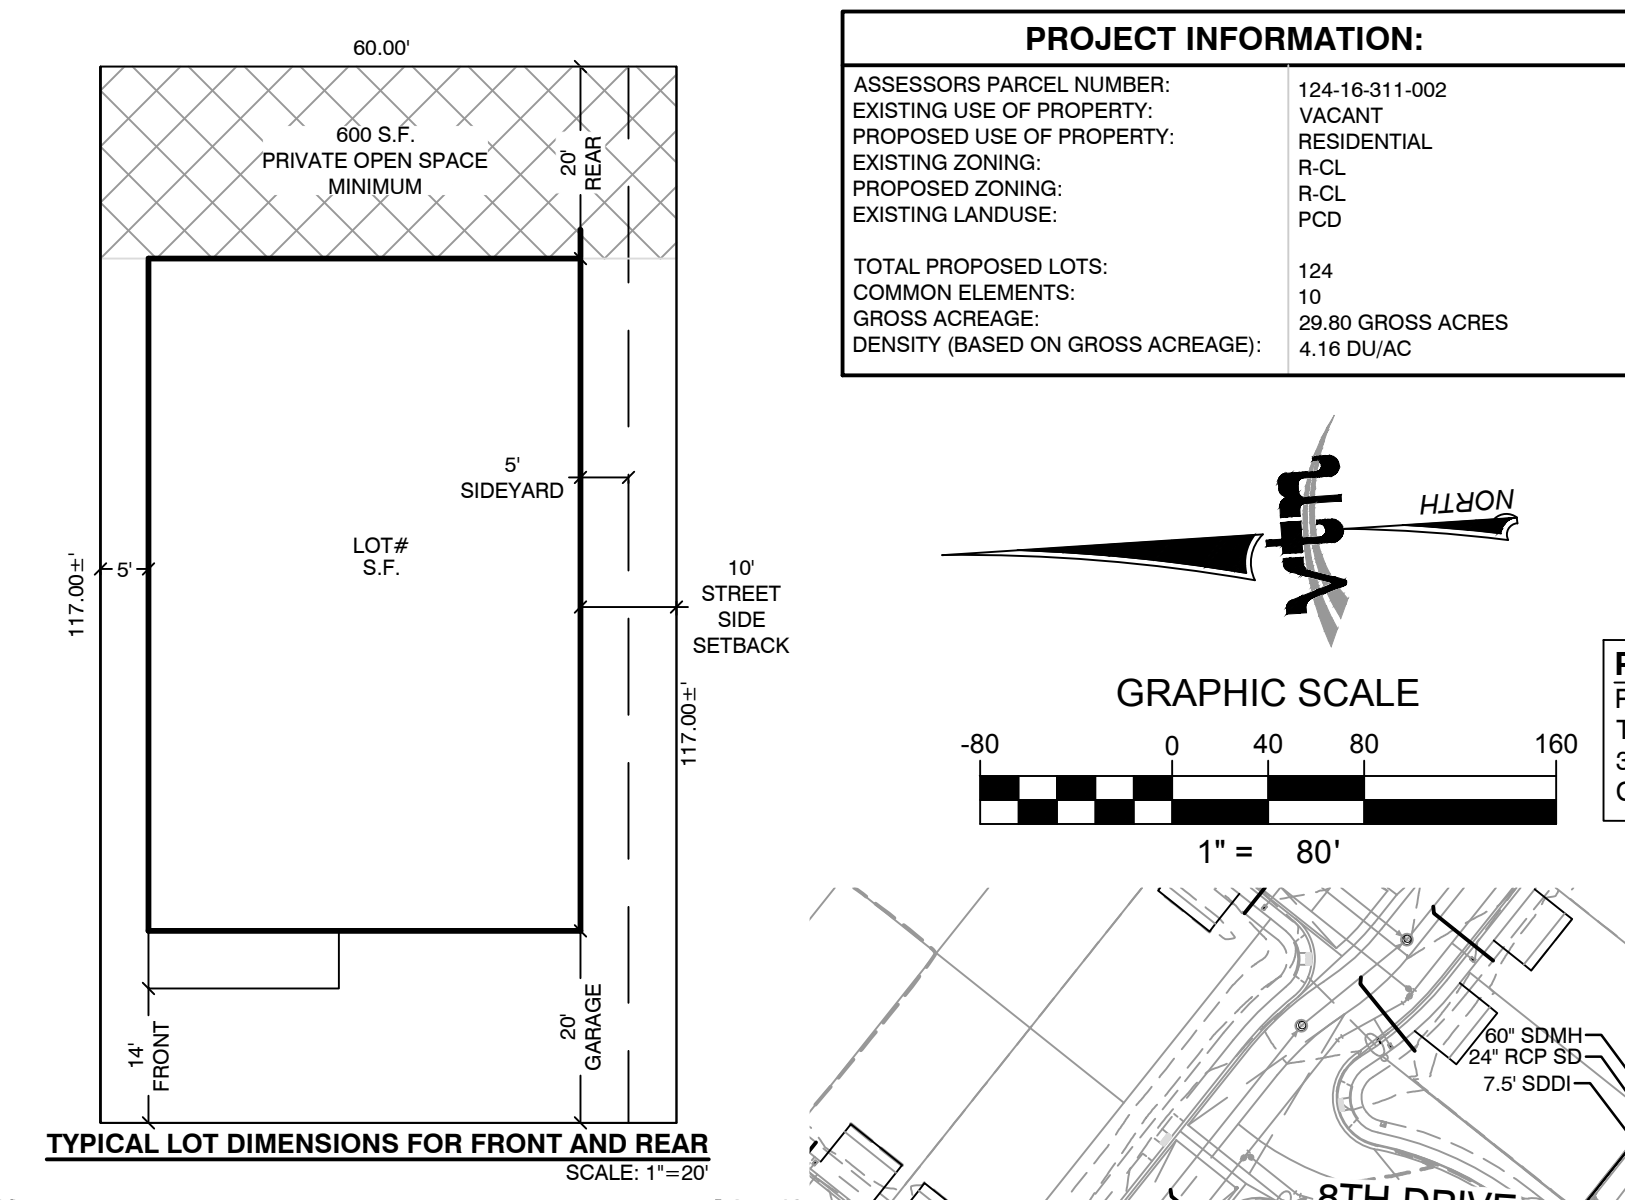 60.00'
600 S.F.
PRIVATE OPEN SPACE
MINIMUM
20'
REAR
5'
SIDEYARD
LOT#
S.F.
117.00±'
5'
10'
STREET
SIDE
SETBACK
117.00±'
14'
FRONT
20'
GARAGE
TYPICAL LOT DIMENSIONS FOR FRONT AND REAR
SCALE: 1"=20'
PROJECT INFORMATION:
ASSESSORS PARCEL NUMBER: 124-16-311-002
EXISTING USE OF PROPERTY: VACANT
PROPOSED USE OF PROPERTY: RESIDENTIAL
EXISTING ZONING: R-CL
PROPOSED ZONING: R-CL
EXISTING LANDUSE: PCD
TOTAL PROPOSED LOTS: 124
COMMON ELEMENTS: 10
GROSS ACREAGE: 29.80 GROSS ACRES
DENSITY (BASED ON GROSS ACREAGE): 4.16 DU/AC
NORTH
GRAPHIC SCALE
-80 0 40 80 160
1" = 80'
60" SDMH
24" RCP SD
7.5' SDDI
8TH DRIVE